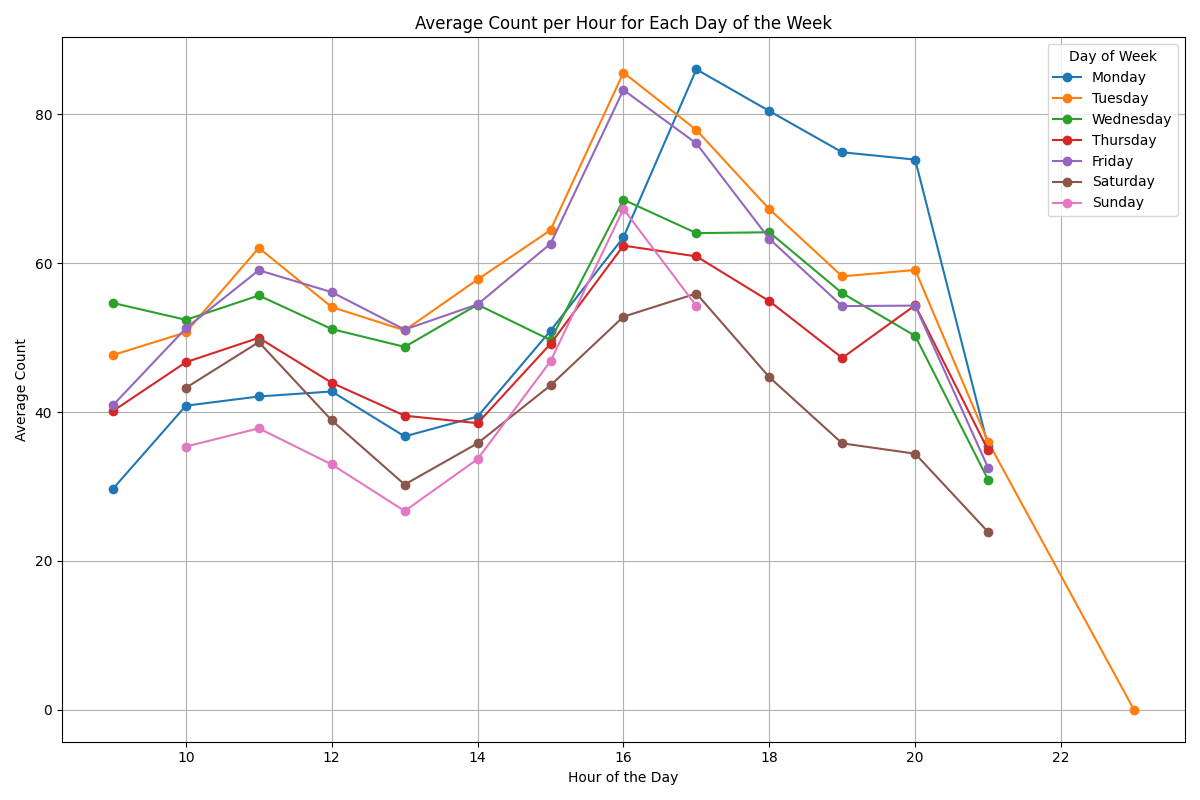 Average Count per Hour for Each Day of the Week
Day of Week
Monday
Tuesday
Wednesday
Thursday
Friday
Saturday
Sunday
Average Count
80
60
40
20
0
10 12 14 16 18 20 22
Hour of the Day